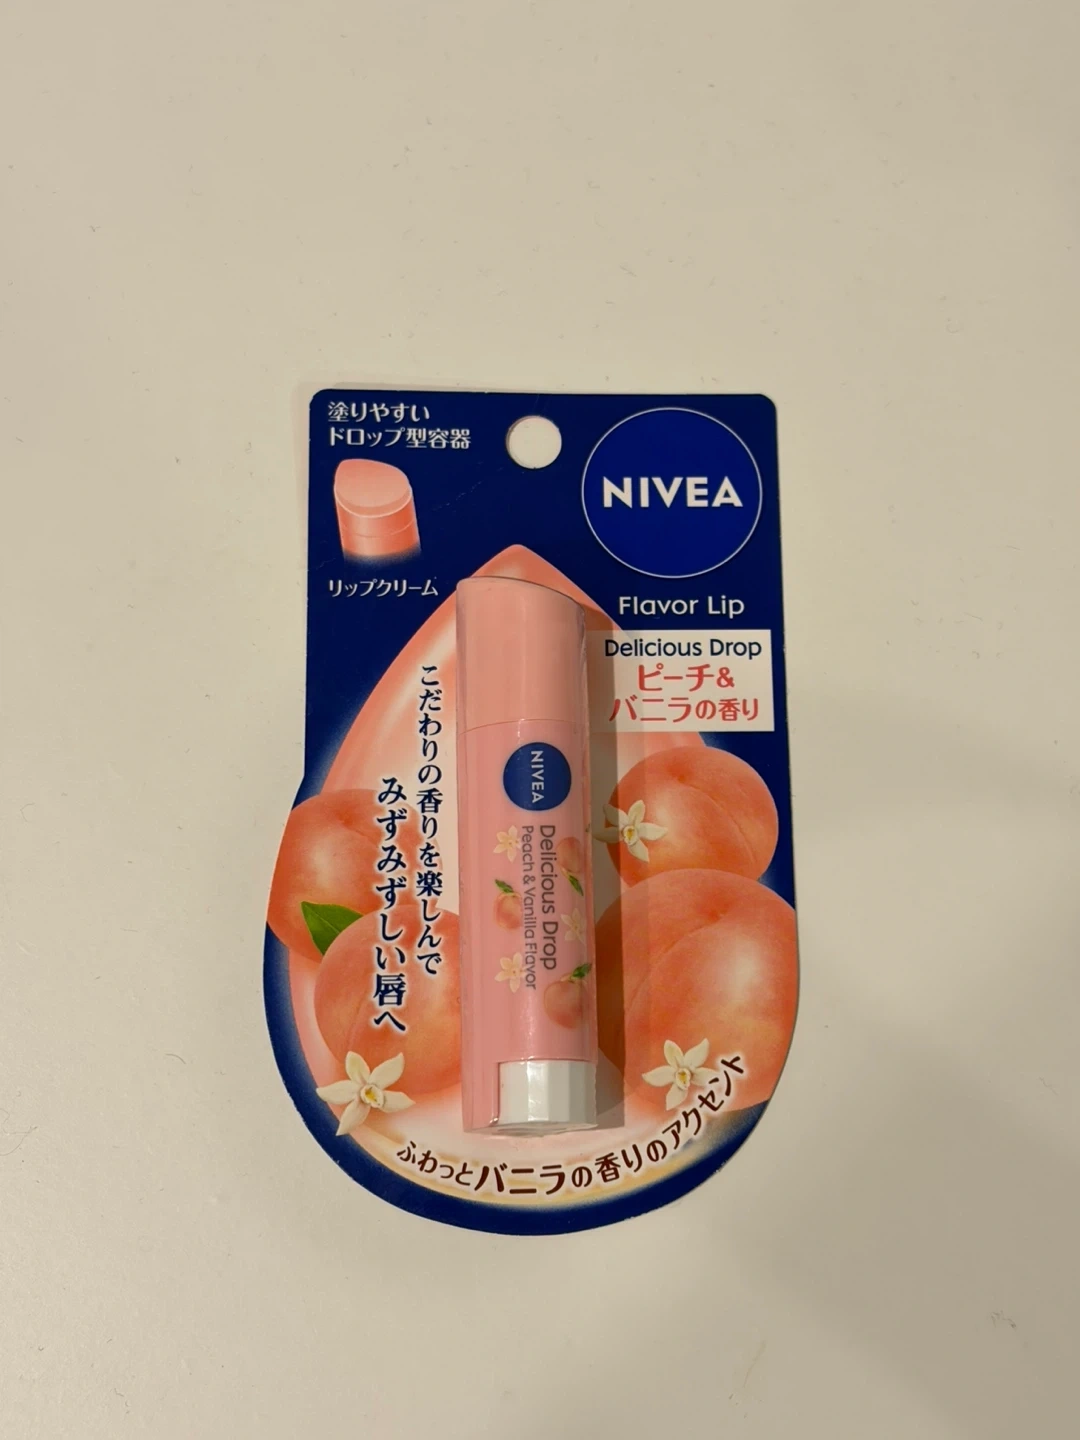 塗りやすい
ドロップ型容器
リップクリーム
NIVEA
Flavor Lip
Delicious Drop
ピーチ&
バニラの香り
こだわりの香りを楽しんで
みずみずしい唇へ
NIVEA
Delicious Drop
Peach & Vanilla Flavor
ふわっとバニラの香りのアクセント